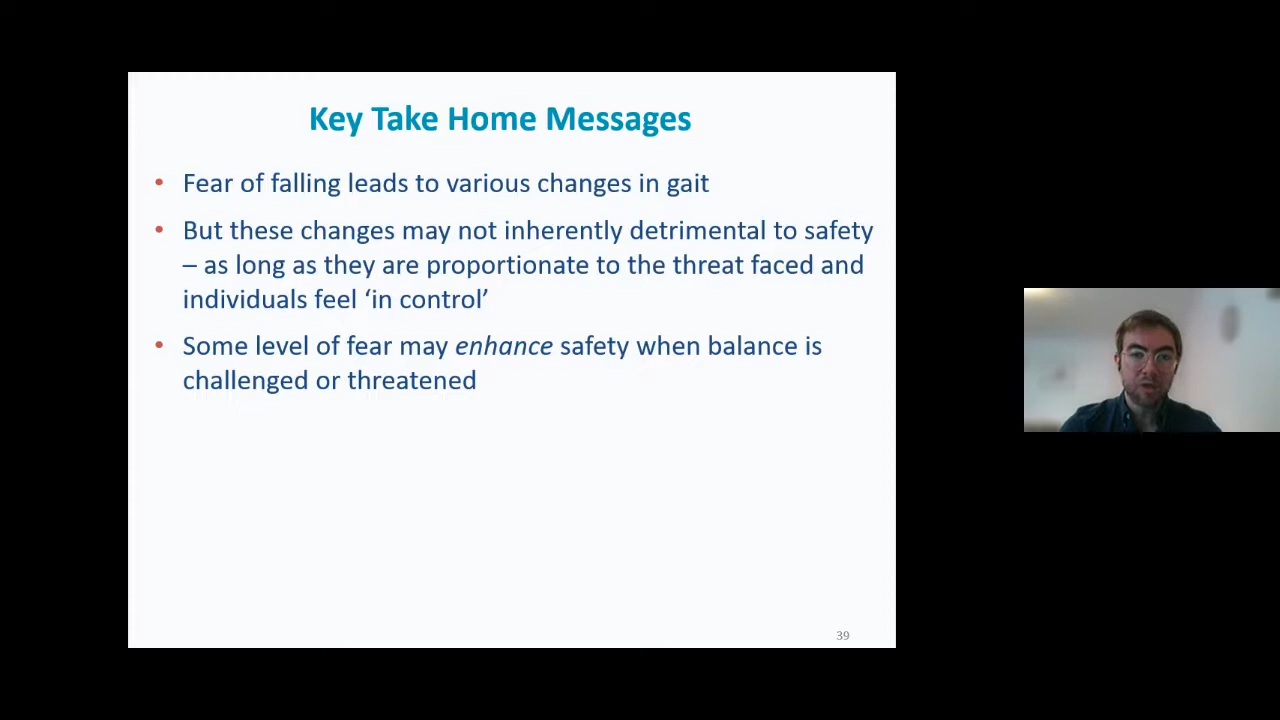 Key Take Home Messages
• Fear of falling leads to various changes in gait
• But these changes may not inherently detrimental to safety
– as long as they are proportionate to the threat faced and
individuals feel ‘in control’
• Some level of fear may enhance safety when balance is
challenged or threatened
39